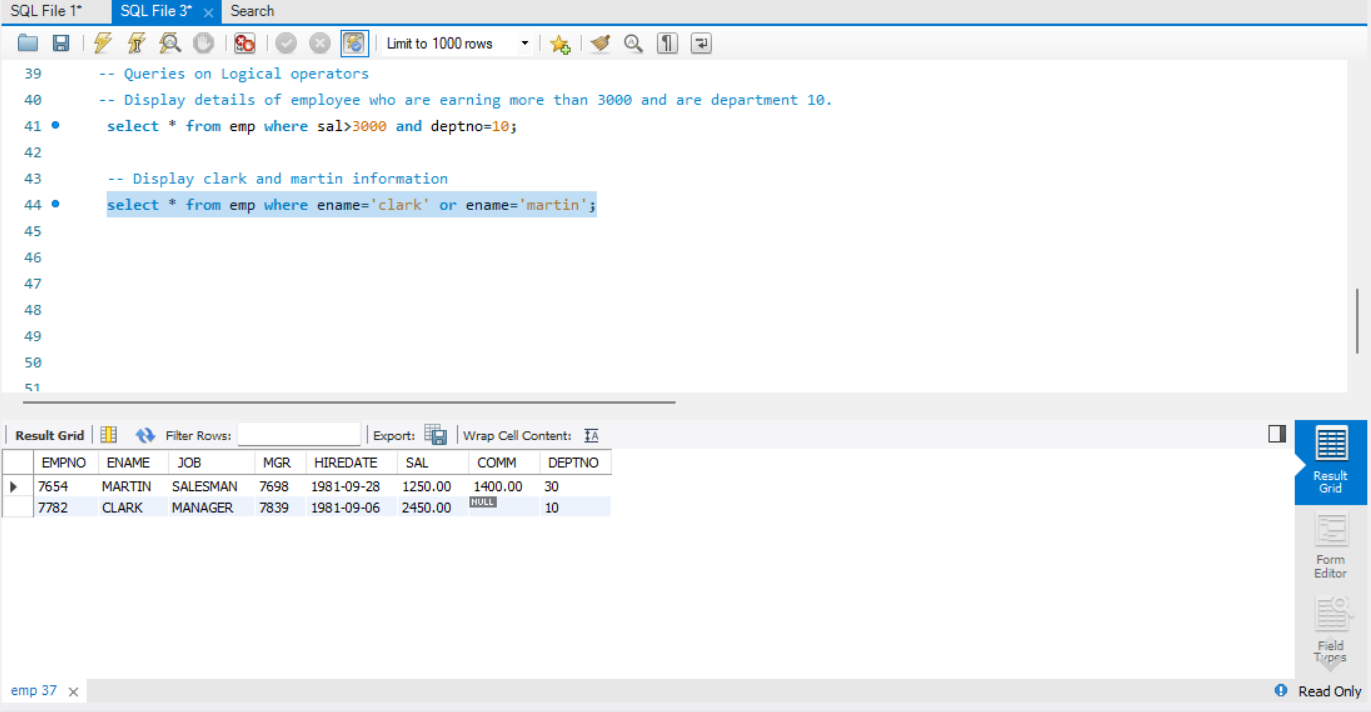 SQL File 1* SQL File 3* × Search
Limit to 1000 rows
39 -- Queries on Logical operators
40 -- Display details of employee who are earning more than 3000 and are department 10.
41 select * from emp where sal>3000 and deptno=10;
42
43 -- Display clark and martin information
44 select * from emp where ename='clark' or ename='martin';
45
46
47
48
49
50
51
Result Grid Filter Rows: Export: Wrap Cell Content: IA
EMPNO ENAME JOB MGR HIREDATE SAL COMM DEPTNO
7654 MARTIN SALESMAN 7698 1981-09-28 1250.00 1400.00 30
7782 CLARK MANAGER 7839 1981-09-06 2450.00 NULL 10
Result
Grid
Form
Editor
Field
Types
emp 37 × Read Only